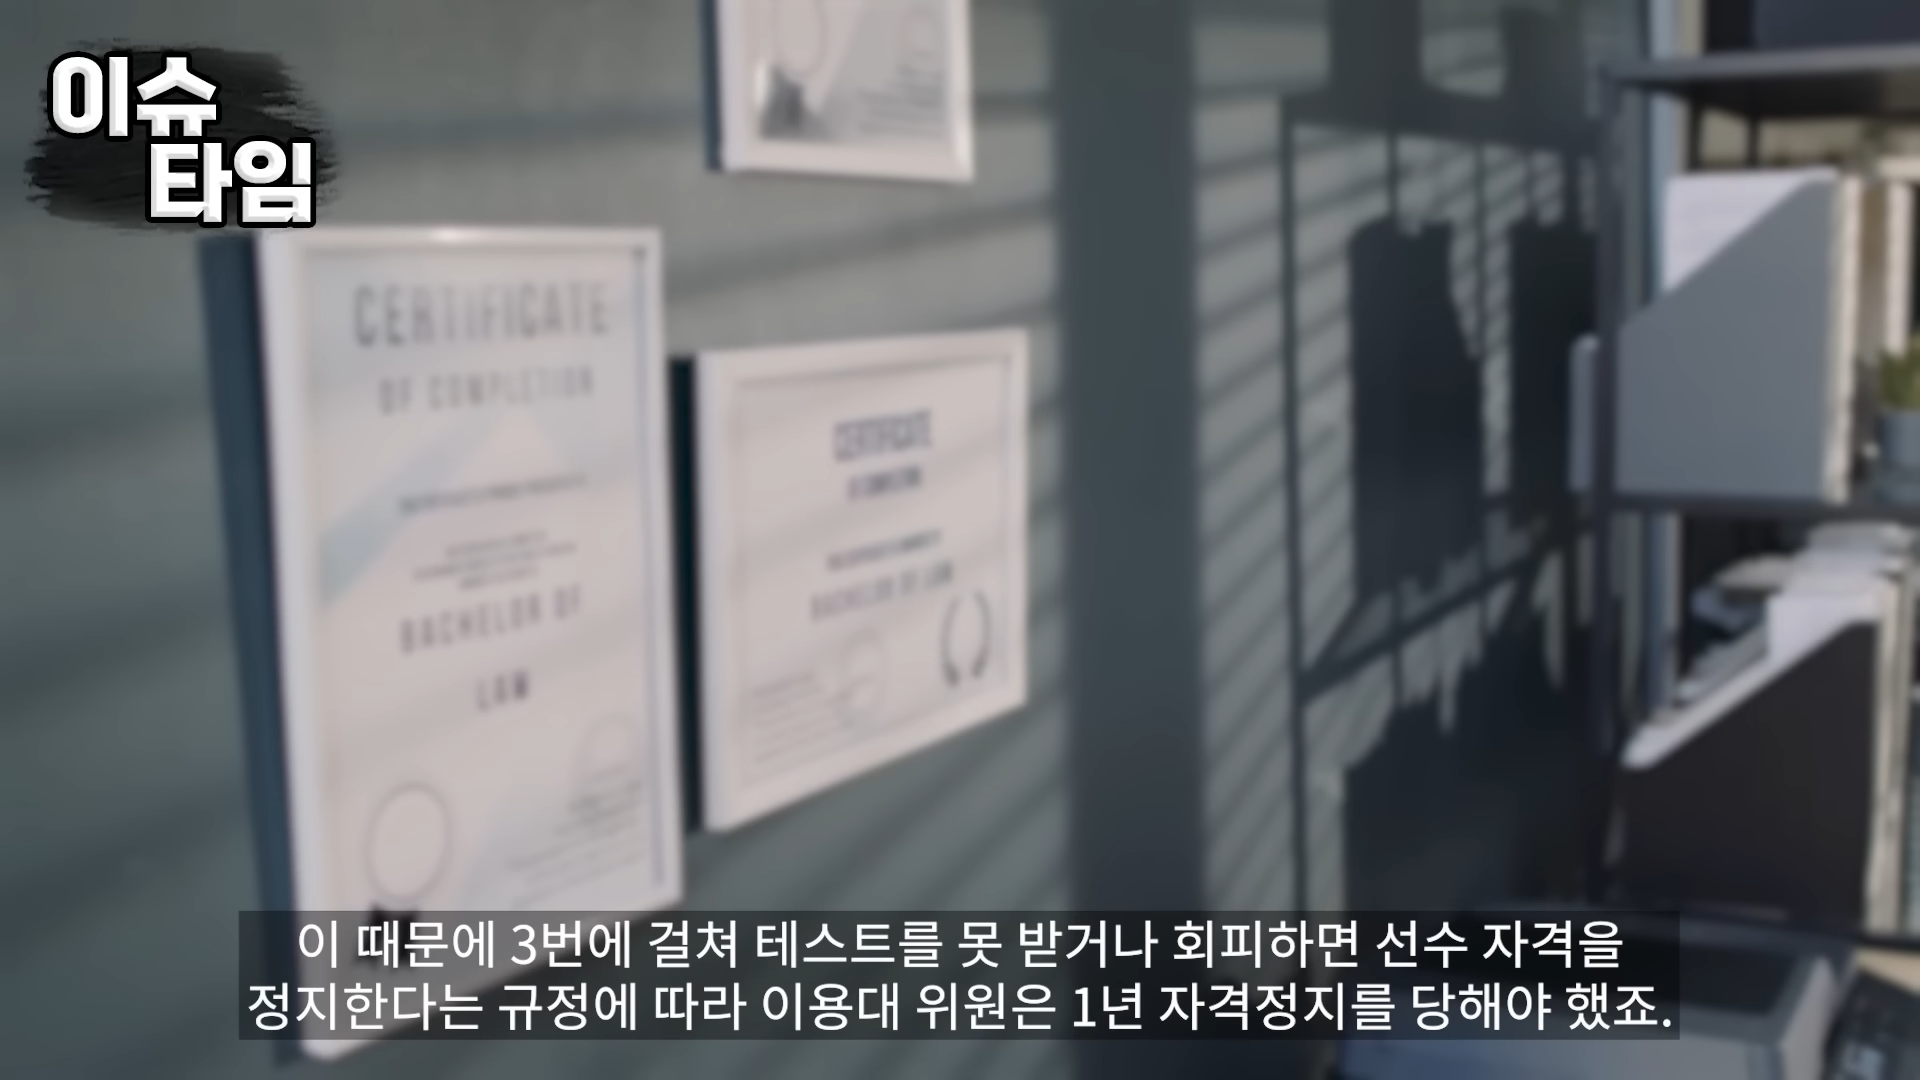 이슈
타임
CERTIFICATE
OF COMPLETION
BACHELOR OF
LAW
CERTIFICATE
OF COMPLETION
BACHELOR OF LAW
이 때문에 3번에 걸쳐 테스트를 못 받거나 회피하면 선수 자격을
정지한다는 규정에 따라 이용대 위원은 1년 자격정지를 당해야 했죠.